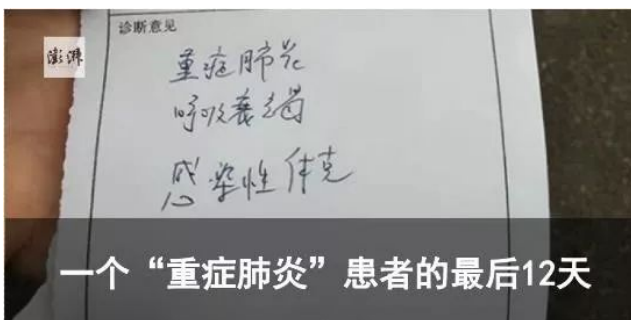 诊断意见
澎湃
重症肺炎
呼吸衰竭
感染性休克
一个“重症肺炎”患者的最后12天